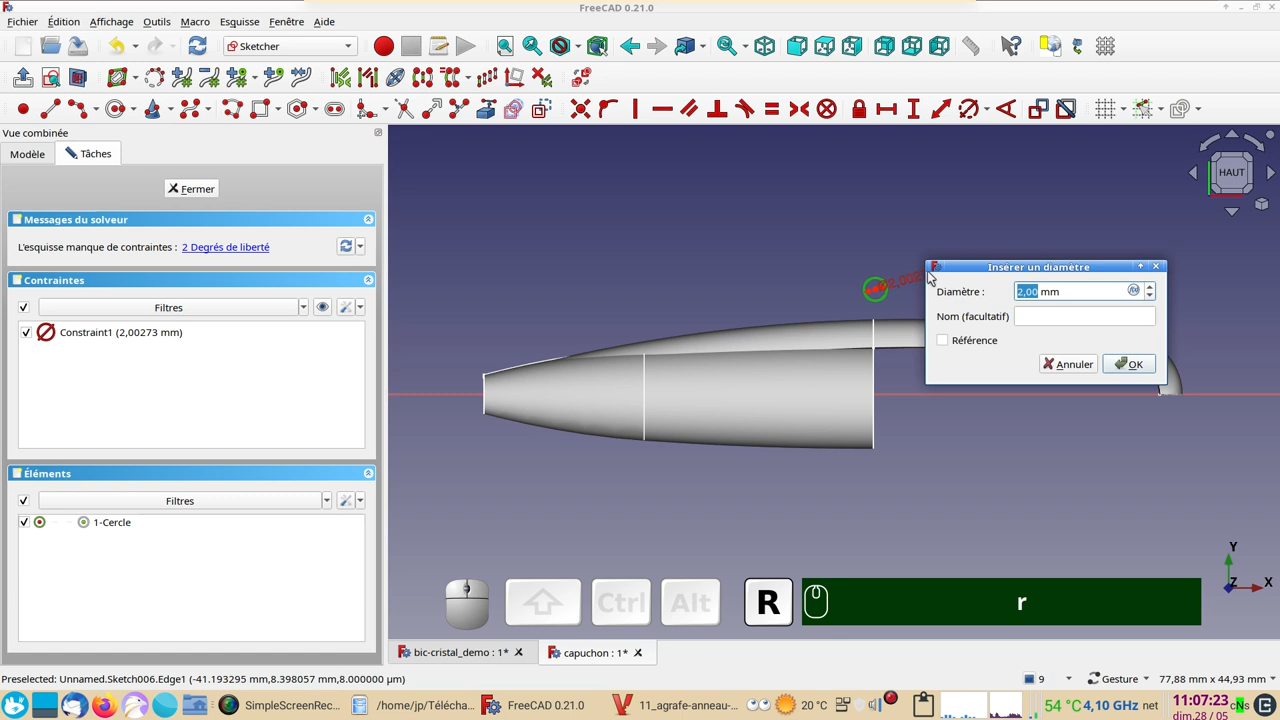 FreeCAD 0.21.0
Fichier Édition Affichage Outils Macro Esquisse Fenêtre Aide
Sketcher
Vue combinée
Modèle Tâches
Fermer
Messages du solveur
L'esquisse manque de contraintes : 2 Degrés de liberté
Contraintes
Filtres
Constraint1 (2,00273 mm)
Éléments
Filtres
1-Cercle
HAUT
Insérer un diamètre
Diamètre : 2,00 mm
Nom (facultatif)
Référence
Annuler OK
Y
Z X
Ctrl Alt R r
bic-cristal_demo : 1* capuchon : 1*
Preselected: Unnamed.Sketch006.Edge1 (-41.193295 mm,8.398057 mm,8.000000 µm) 9 Gesture 77,88 mm x 44,93 mm
SimpleScreenRec... /home/jp/Télécha... FreeCAD 0.21.0 11_agrafe-anneau-... 20 °C 54 °C 4,10 GHz net 11:07:23
dim.28 / 05